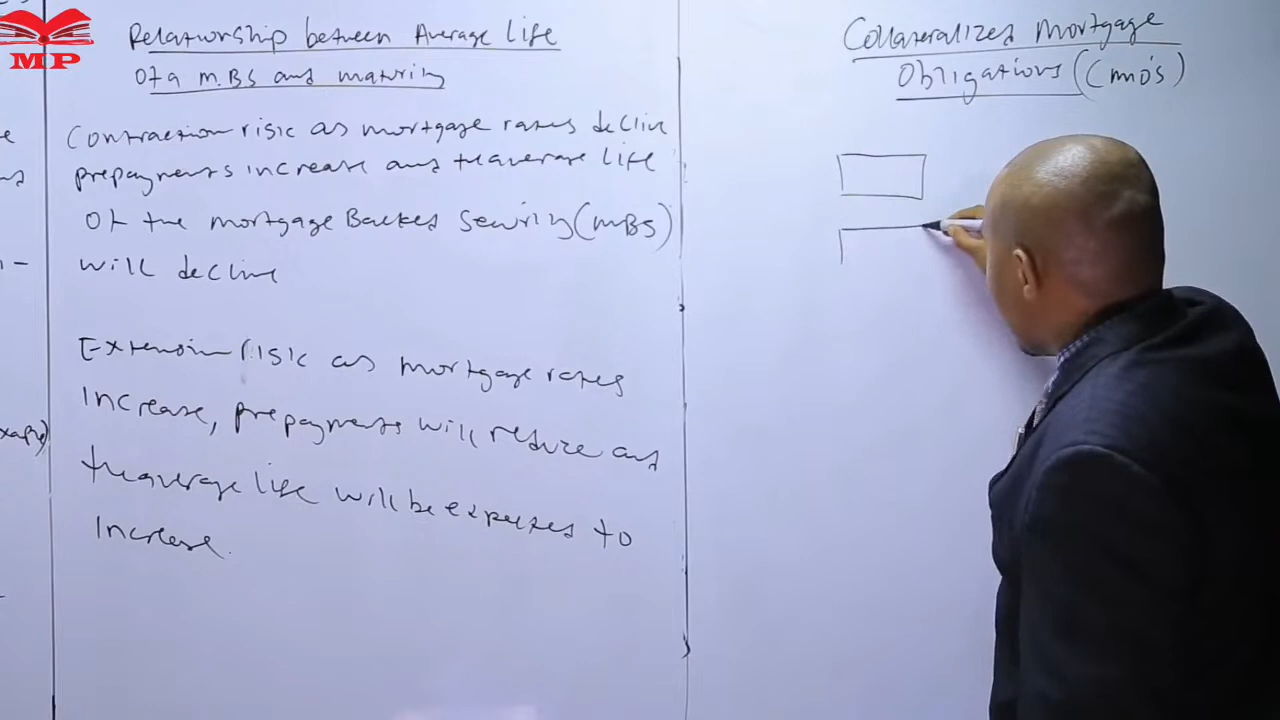 MP
Relationship between Average Life
Of a M.BS and maturity
Contraction risk as mortgage rates decline
prepayments increase and the average life
Of the mortgage Backed Security (MBS)
will decline
Extension risk as mortgage rates
Increase, prepayments will reduce and
the average life will be expected to
Increase.
Collateralized Mortgage
Obligations (CMO's)